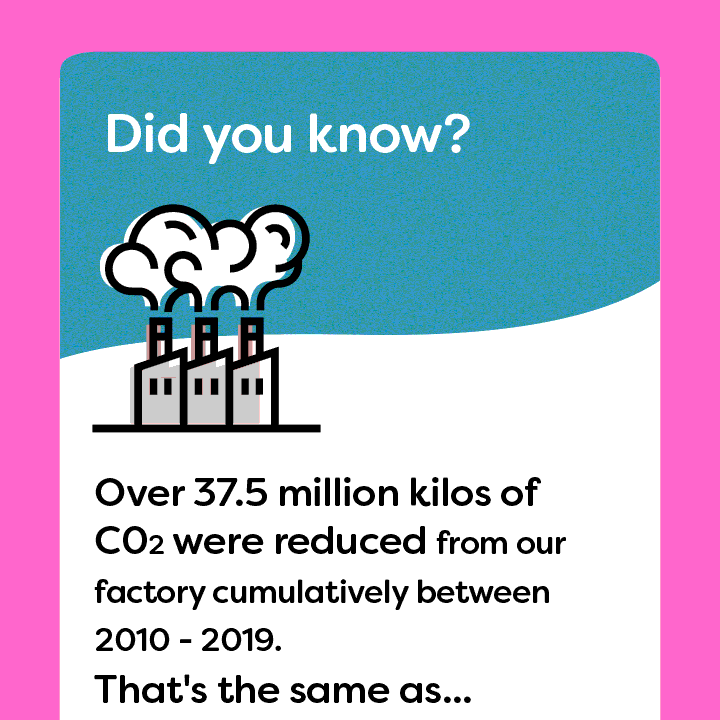 Did you know?
Over 37.5 million kilos of
C02 were reduced from our
factory cumulatively between
2010 - 2019.
That's the same as...